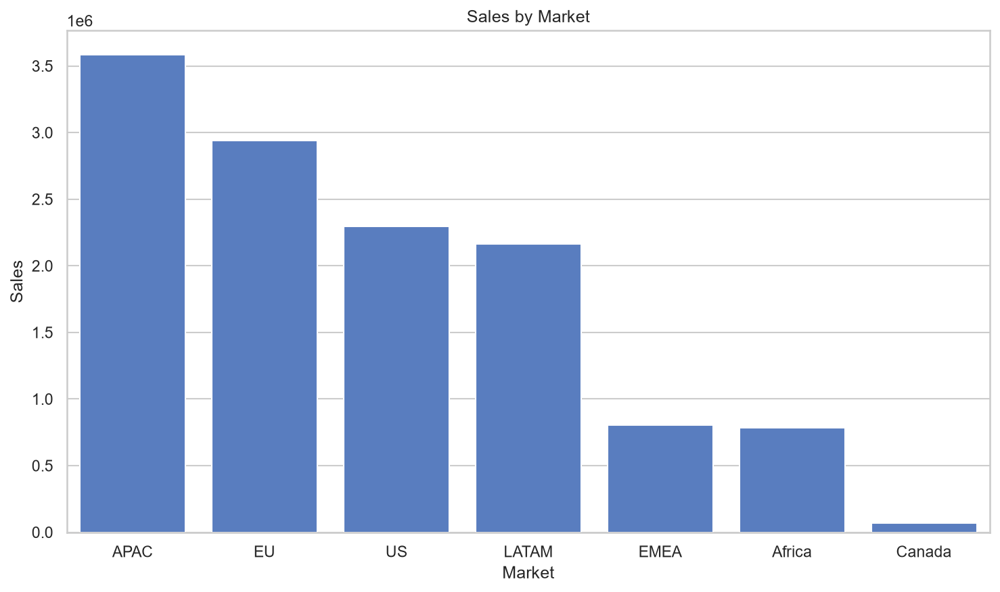 Sales by Market
1e6
3.5
3.0
2.5
2.0
1.5
1.0
0.5
0.0
Sales
APAC EU US LATAM EMEA Africa Canada
Market